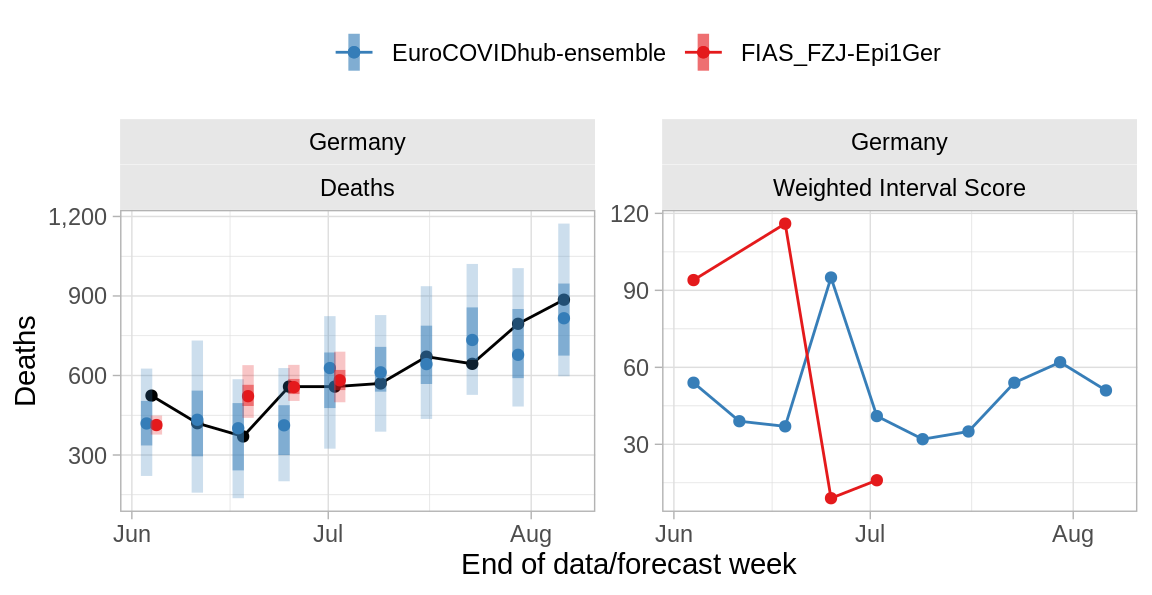 EuroCOVIDhub-ensemble FIAS_FZJ-Epi1Ger
Germany
Deaths
Deaths
1,200
900
600
300
Jun Jul Aug
Germany
Weighted Interval Score
120
90
60
30
Jun Jul Aug
End of data/forecast week